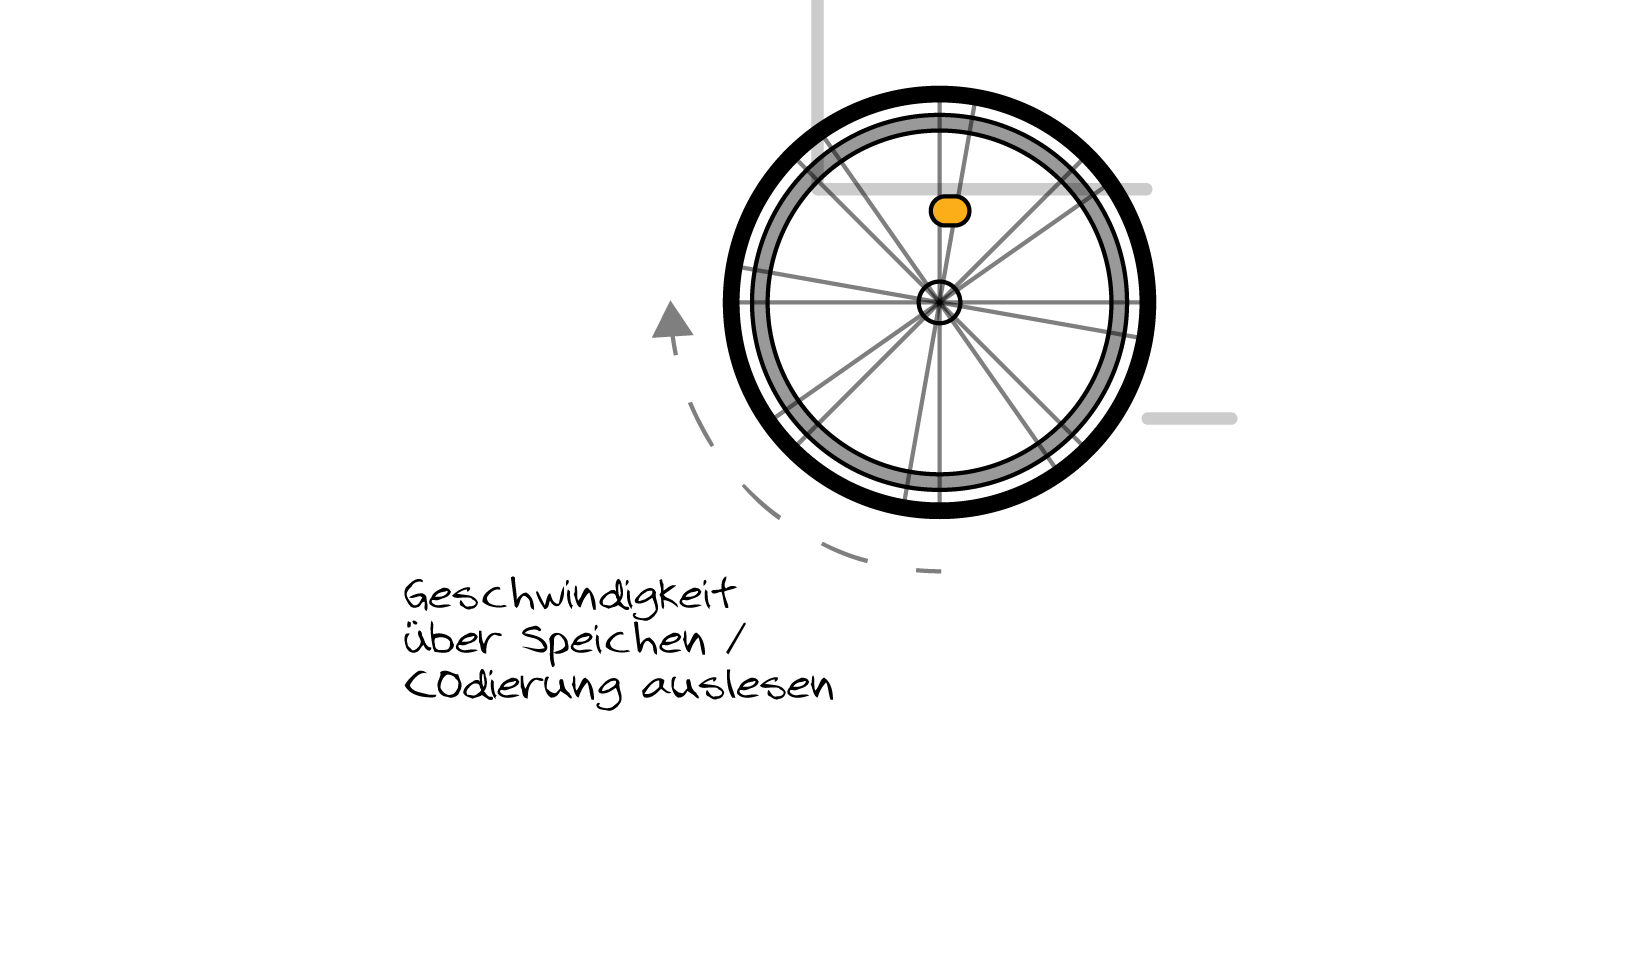 Geschwindigkeit
über Speichen /
COdierung auslesen